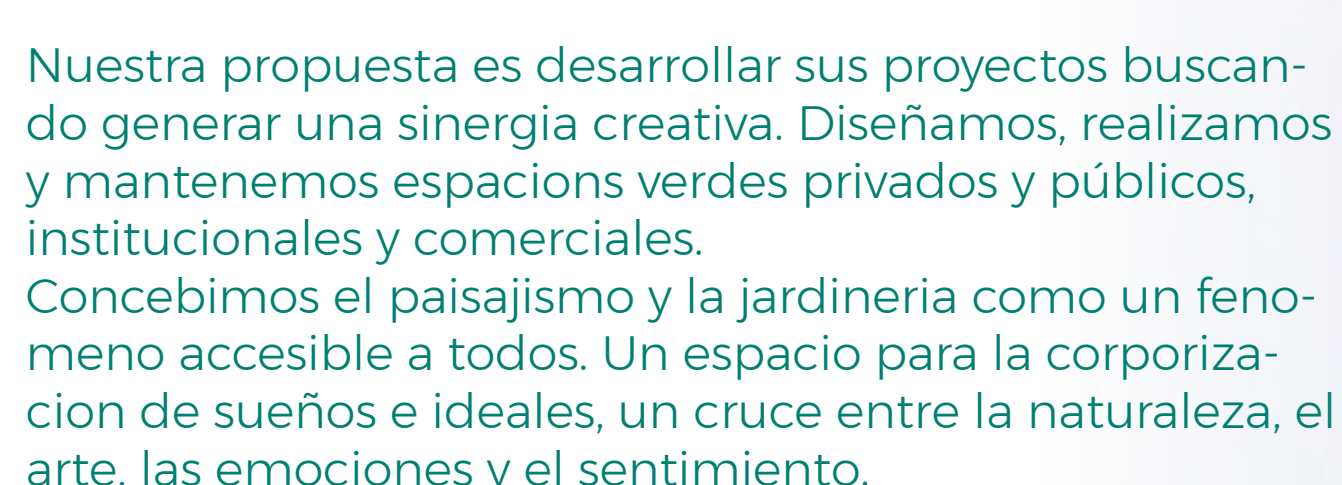 Nuestra propuesta es desarrollar sus proyectos buscan-
do generar una sinergia creativa. Diseñamos, realizamos
y mantenemos espacions verdes privados y públicos,
institucionales y comerciales.
Concebimos el paisajismo y la jardineria como un feno-
meno accesible a todos. Un espacio para la corporiza-
cion de sueños e ideales, un cruce entre la naturaleza, el
arte, las emociones y el sentimiento.